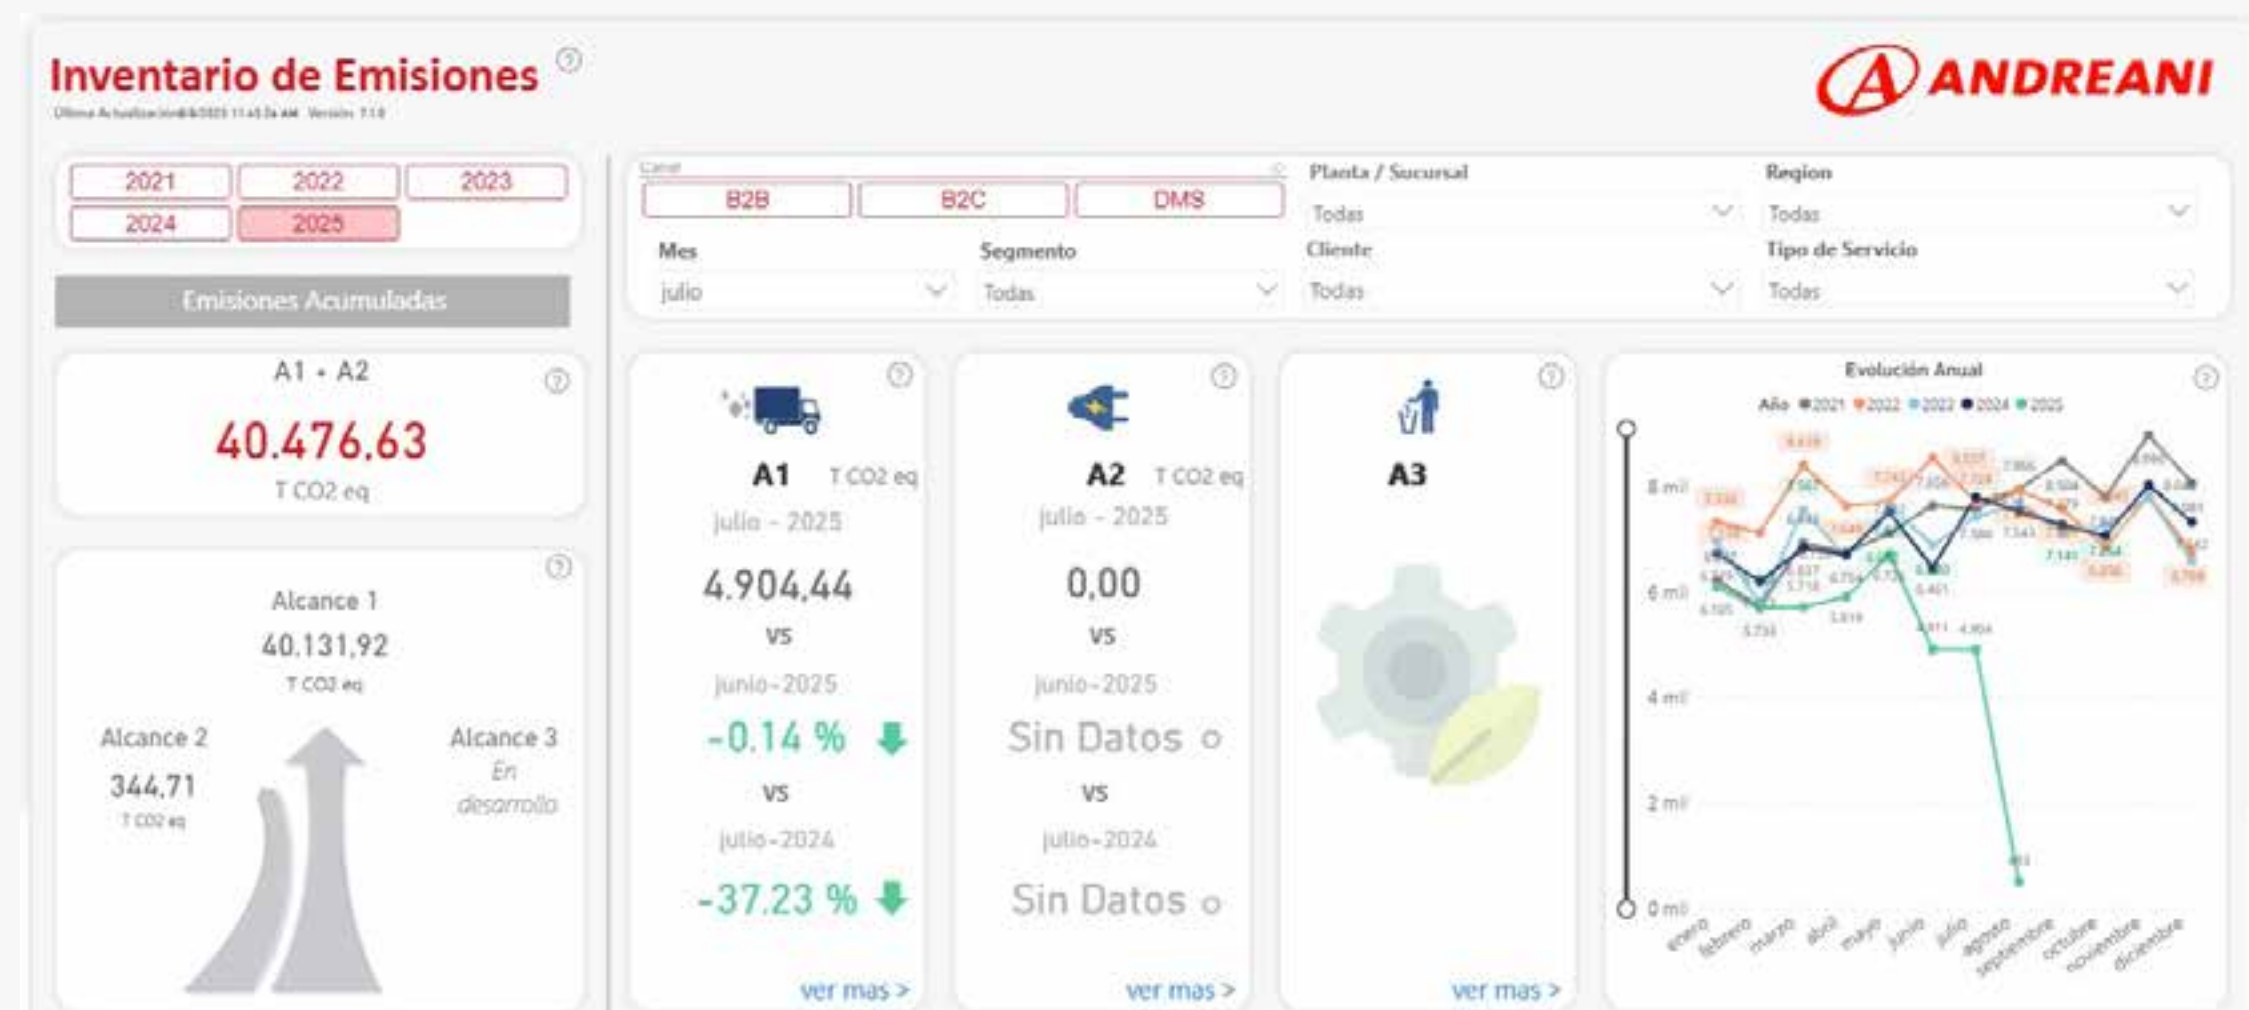 Inventario de Emisiones
ANDREANI
2021 2022 2023
2024 2025
Emisiones Acumuladas
A1 + A2
40.476,63
T CO2 eq
Alcance 1
40.131,92
T CO2 eq
Alcance 2
344,71
T CO2 eq
Alcance 3
En
desarrollo
Canal
B2B B2C DMS
Planta / Sucursal
Todas
Region
Todas
Mes
julio
Segmento
Todas
Cliente
Todas
Tipo de Servicio
Todas
A1 T CO2 eq
julio - 2025
4.904,44
vs
junio-2025
-0.14 %
vs
julio-2024
-37.23 %
ver mas >
A2 T CO2 eq
julio - 2025
0,00
vs
junio-2025
Sin Datos
vs
julio-2024
Sin Datos
ver mas >
A3
ver mas >
Evolución Anual
Año 2021 2022 2023 2024 2025
8 mil
6 mil
4 mil
2 mil
0 mil
enero febrero marzo abril mayo junio julio agosto septiembre octubre noviembre diciembre